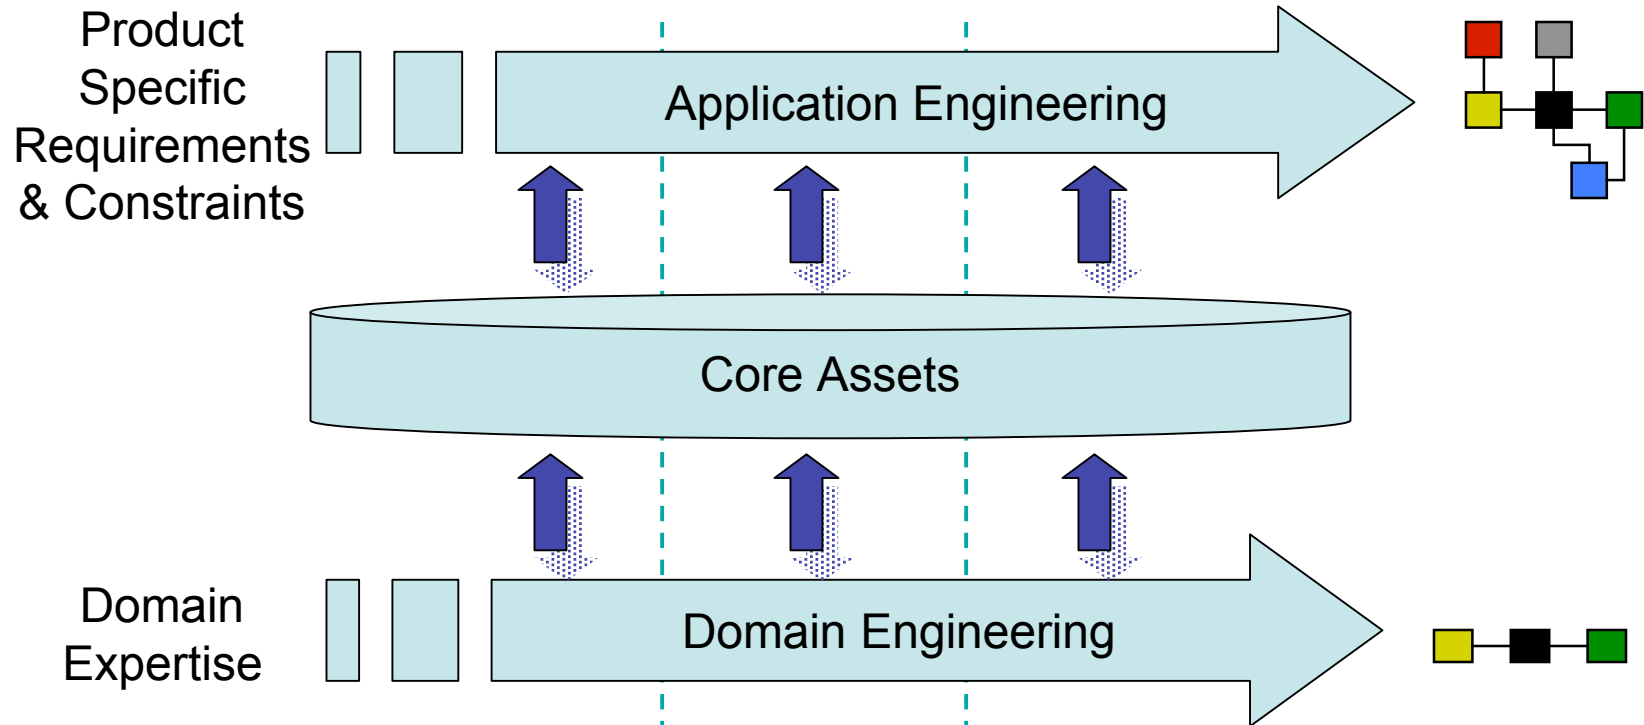 Product
Specific
Requirements
& Constraints
Application Engineering
Core Assets
Domain
Expertise
Domain Engineering